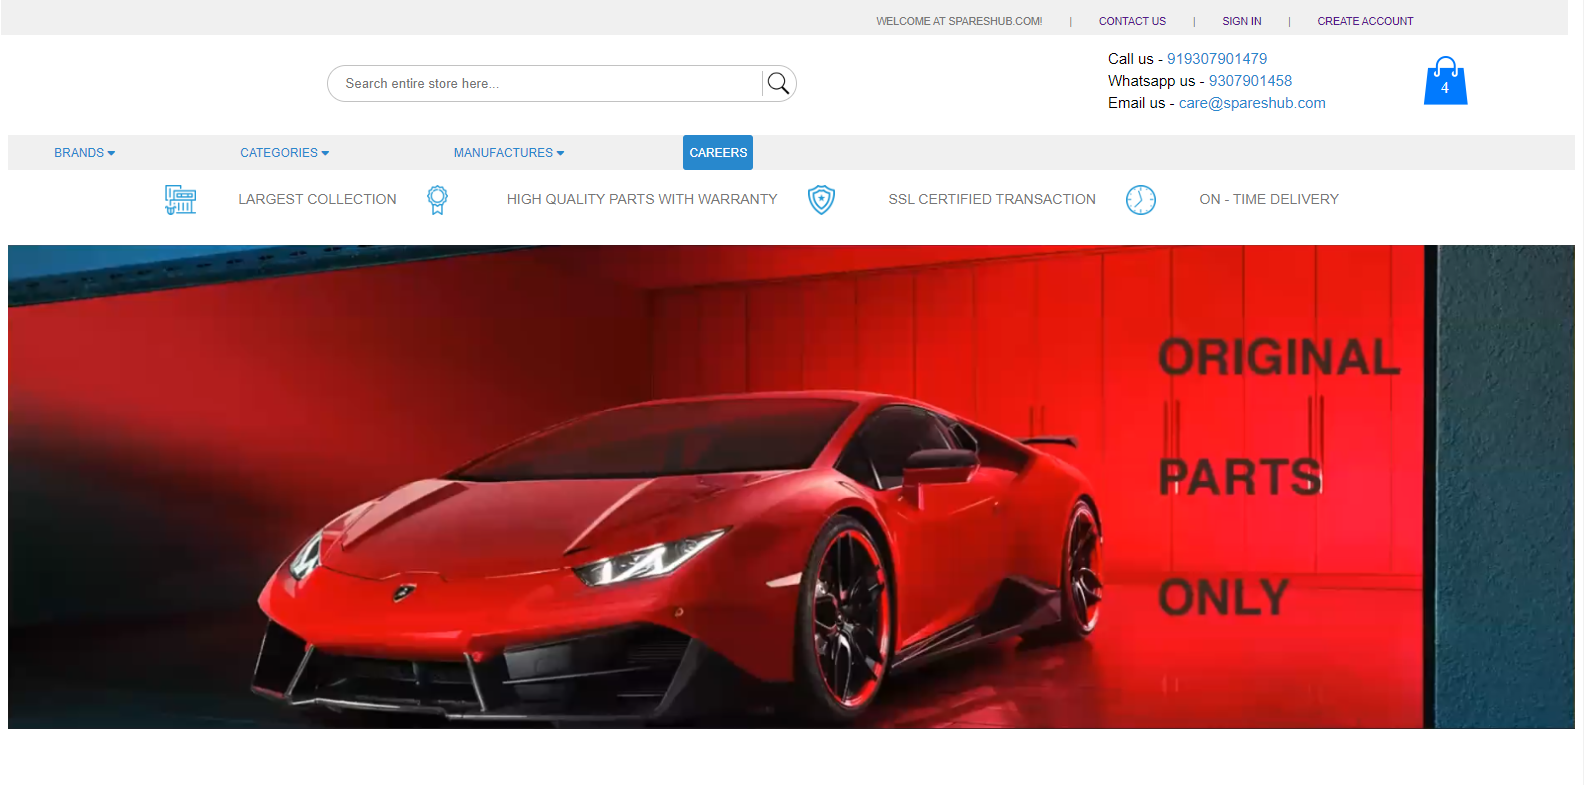 WELCOME AT SPARESHUB.COM! | CONTACT US | SIGN IN | CREATE ACCOUNT
Search entire store here...
Call us - 919307901479
Whatsapp us - 9307901458
Email us - care@spareshub.com
4
BRANDS CATEGORIES MANUFACTURES CAREERS
LARGEST COLLECTION HIGH QUALITY PARTS WITH WARRANTY SSL CERTIFIED TRANSACTION ON - TIME DELIVERY
ORIGINAL
PARTS
ONLY